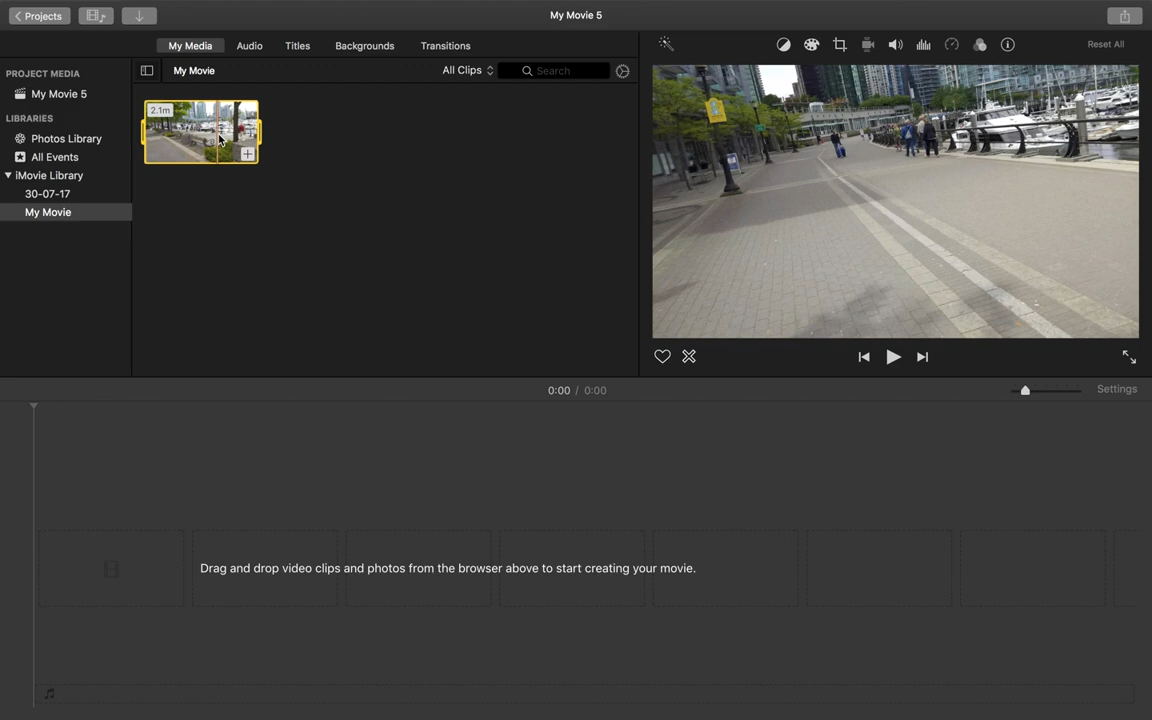 Projects
My Movie 5
My Media
Audio
Titles
Backgrounds
Transitions
Reset All
PROJECT MEDIA
My Movie 5
LIBRARIES
Photos Library
All Events
iMovie Library
30-07-17
My Movie
My Movie
All Clips
Search
2.1m
0:00 / 0:00
Settings
Drag and drop video clips and photos from the browser above to start creating your movie.